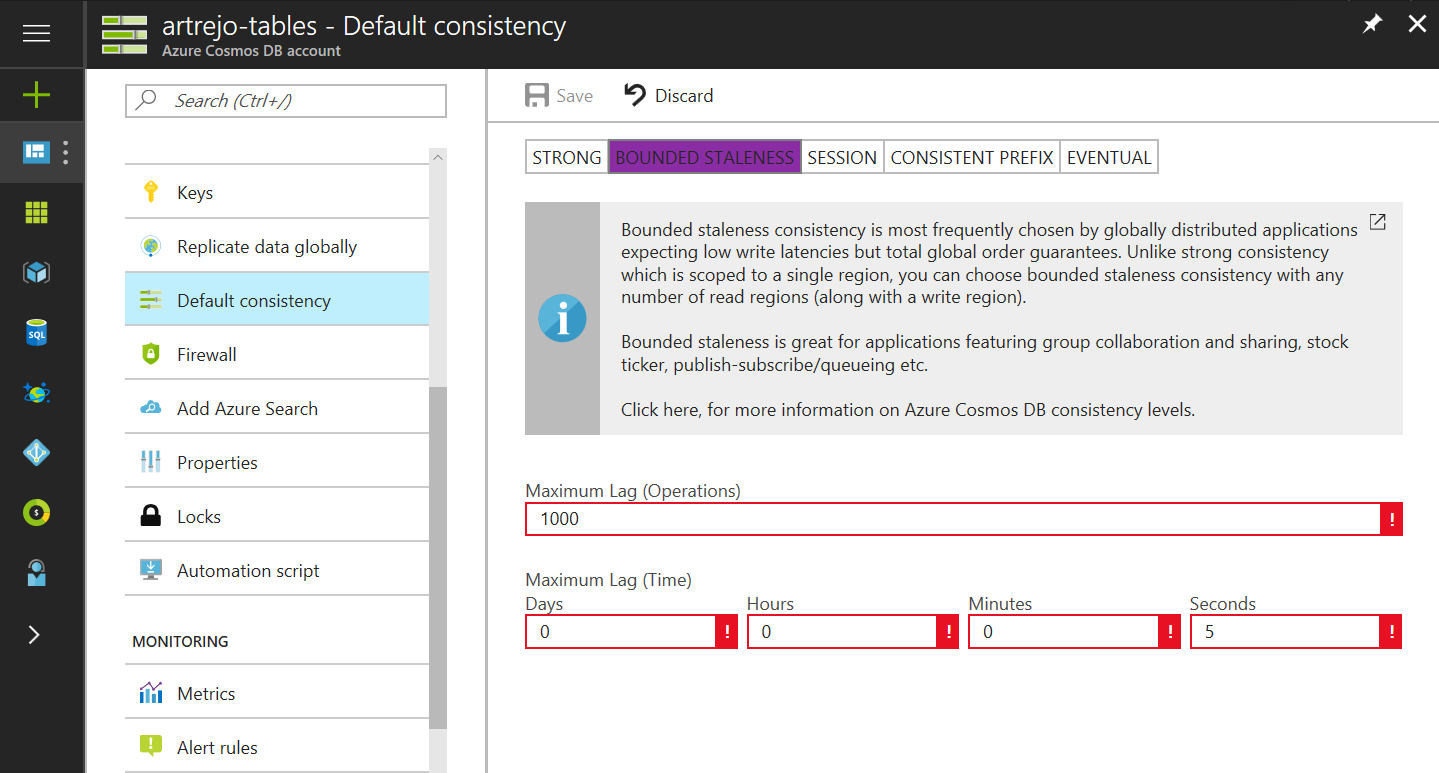 artrejo-tables - Default consistency
Azure Cosmos DB account
Search (Ctrl+/)
Keys
Replicate data globally
Default consistency
Firewall
Add Azure Search
Properties
Locks
Automation script
MONITORING
Metrics
Alert rules
SQL
$
Save
Discard
STRONG
BOUNDED STALENESS
SESSION
CONSISTENT PREFIX
EVENTUAL
Bounded staleness consistency is most frequently chosen by globally distributed applications
expecting low write latencies but total global order guarantees. Unlike strong consistency
which is scoped to a single region, you can choose bounded staleness consistency with any
number of read regions (along with a write region).
Bounded staleness is great for applications featuring group collaboration and sharing, stock
ticker, publish-subscribe/queueing etc.
Click here, for more information on Azure Cosmos DB consistency levels.
Maximum Lag (Operations)
1000 !
Maximum Lag (Time)
Days
0 !
Hours
0 !
Minutes
0 !
Seconds
5 !